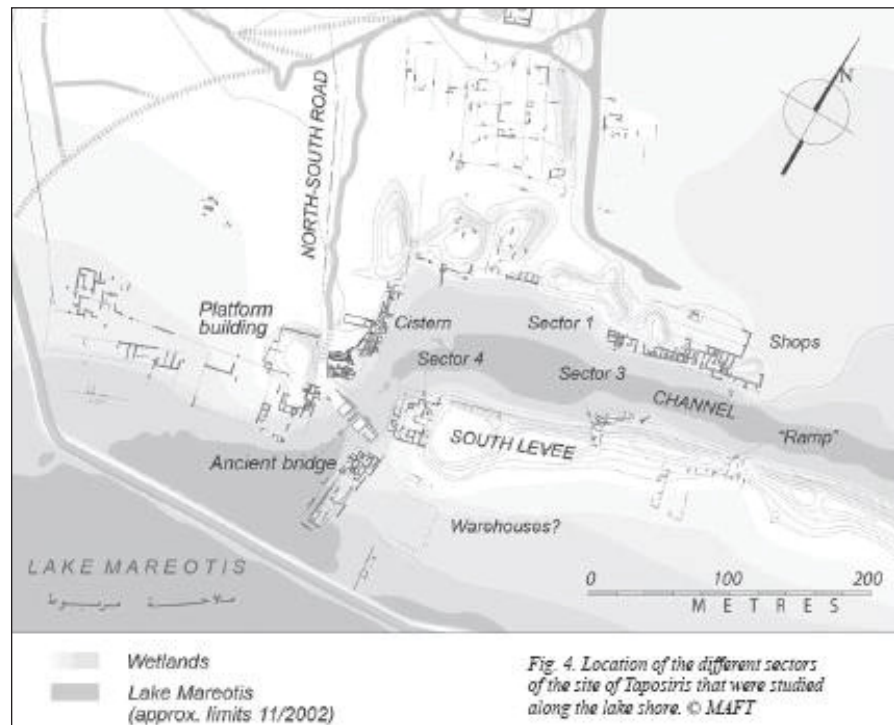 N
NORTH-SOUTH ROAD
Platform
building
Cistern
Sector 1
Shops
Sector 4
Sector 3
CHANNEL
"Ramp"
SOUTH LEVEE
Ancient bridge
Warehouses?
LAKE MAREOTIS
ملاحة مريوط
0 100 200
METRES
Wetlands
Lake Mareotis
(approx. limits 11/2002)
Fig. 4. Location of the different sectors
of the site of Taposiris that were studied
along the lake shore. © MAFT